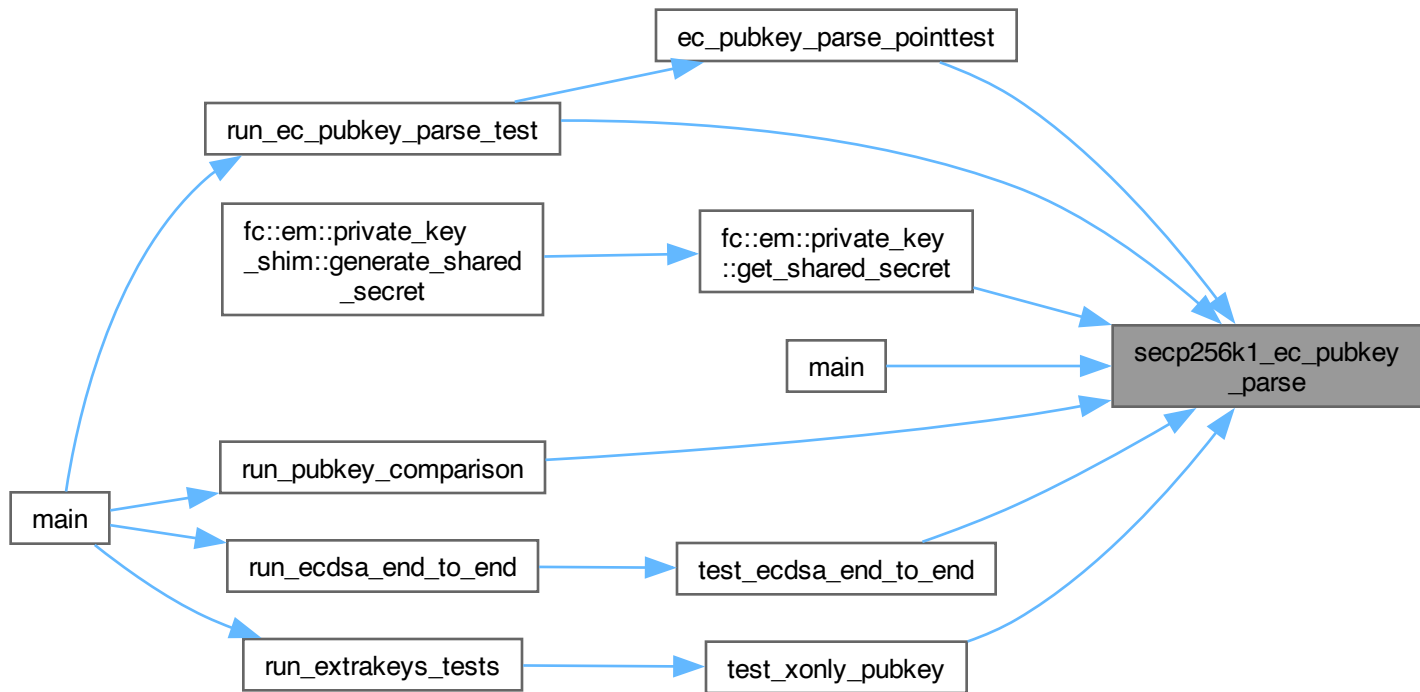 ec_pubkey_parse_pointtest
run_ec_pubkey_parse_test
fc::em::private_key
_shim::generate_shared
_secret
fc::em::private_key
::get_shared_secret
secp256k1_ec_pubkey
_parse
main
run_pubkey_comparison
main
run_ecdsa_end_to_end
test_ecdsa_end_to_end
run_extrakeys_tests
test_xonly_pubkey